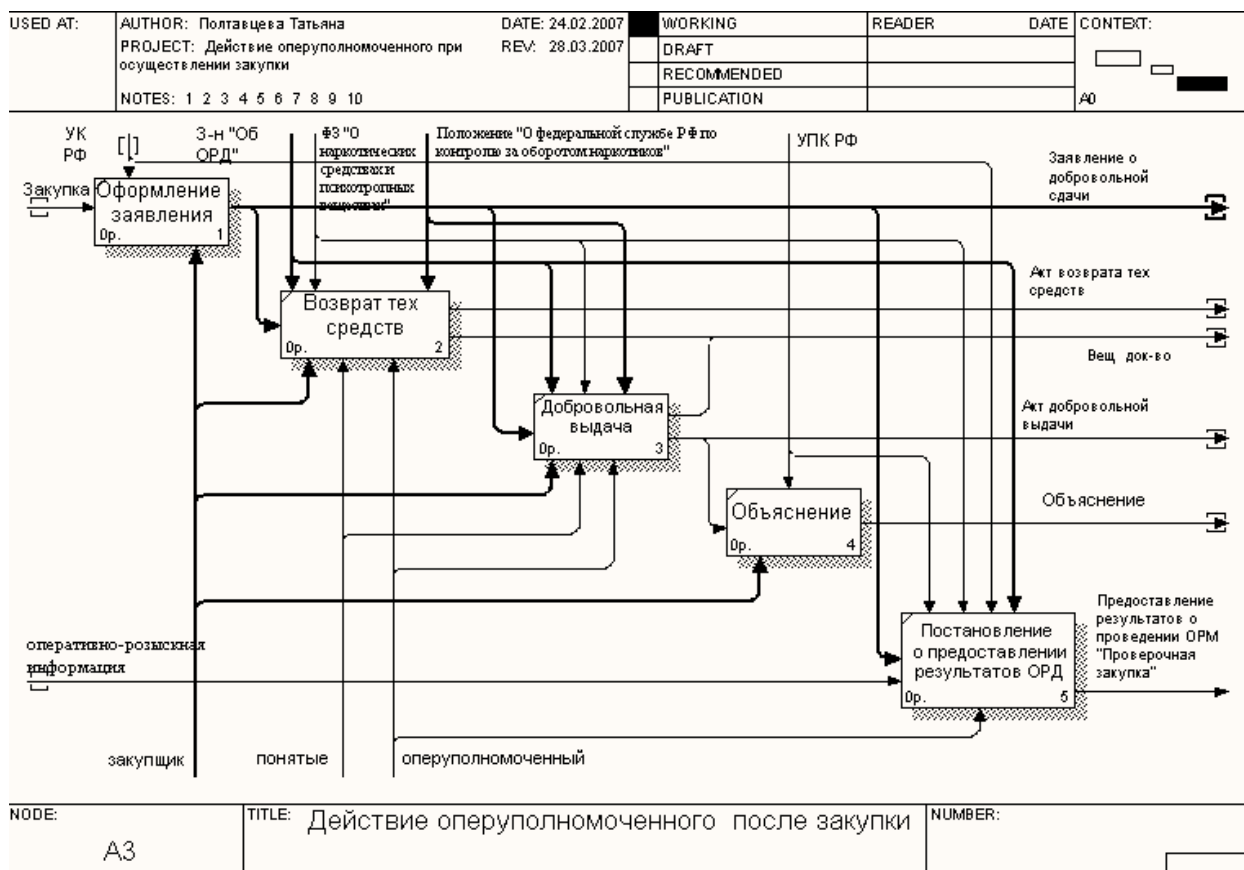 USED AT:
AUTHOR: Полтавцева Татьяна
DATE: 24.02.2007
PROJECT: Действие оперуполномоченного при
осуществлении закупки
REV: 28.03.2007
NOTES: 1 2 3 4 5 6 7 8 9 10
WORKING
DRAFT
RECOMMENDED
PUBLICATION
READER
DATE
CONTEXT:
A0
УК
РФ
З-н "Об
ОРД"
ФЗ "О
наркотических
средствах и
психотропных
веществах"
Положение "О федеральной службе РФ по
контролю за оборотом наркотиков"
УПК РФ
Закупка
Оформление
заявления
0р. 1
Заявление о
добровольной
сдачи
Возврат тех
средств
0р. 2
Акт возврата тех
средств
Вещ док-во
Добровольная
выдача
0р. 3
Акт добровольной
выдачи
Объяснение
0р. 4
Объяснение
Постановление
о предоставлении
результатов ОРД
0р. 5
Предоставление
результатов о
проведении ОРМ
"Проверочная
закупка"
оперативно-розыскная
информация
закупщик
понятые
оперуполномоченный
NODE:
A3
TITLE:
Действие оперуполномоченного после закупки
NUMBER: